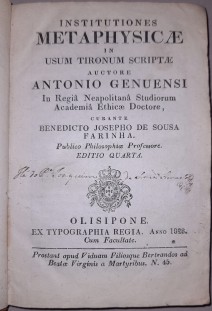 INSTITUTIONES
METAPHYSICÆ
IN
USUM TIRONUM SCRIPTÆ
AUCTORE
ANTONIO GENUENSI
In Regiâ Neapolitanâ Studiorum
Academiâ Ethicæ Doctore,
CURANTE
BENEDICTO JOSEPHO DE SOUSA
FARINHA.
Publico Philosophiæ Professore.
EDITIO QUARTA.
OLISIPONE.
EX TYPOGRAPHIA REGIA. ANNO
Cum Facultate.
Prostant apud Viduam Filiosque Bertrandos ad
Beatæ Virginis a Martyribus. N. 45.